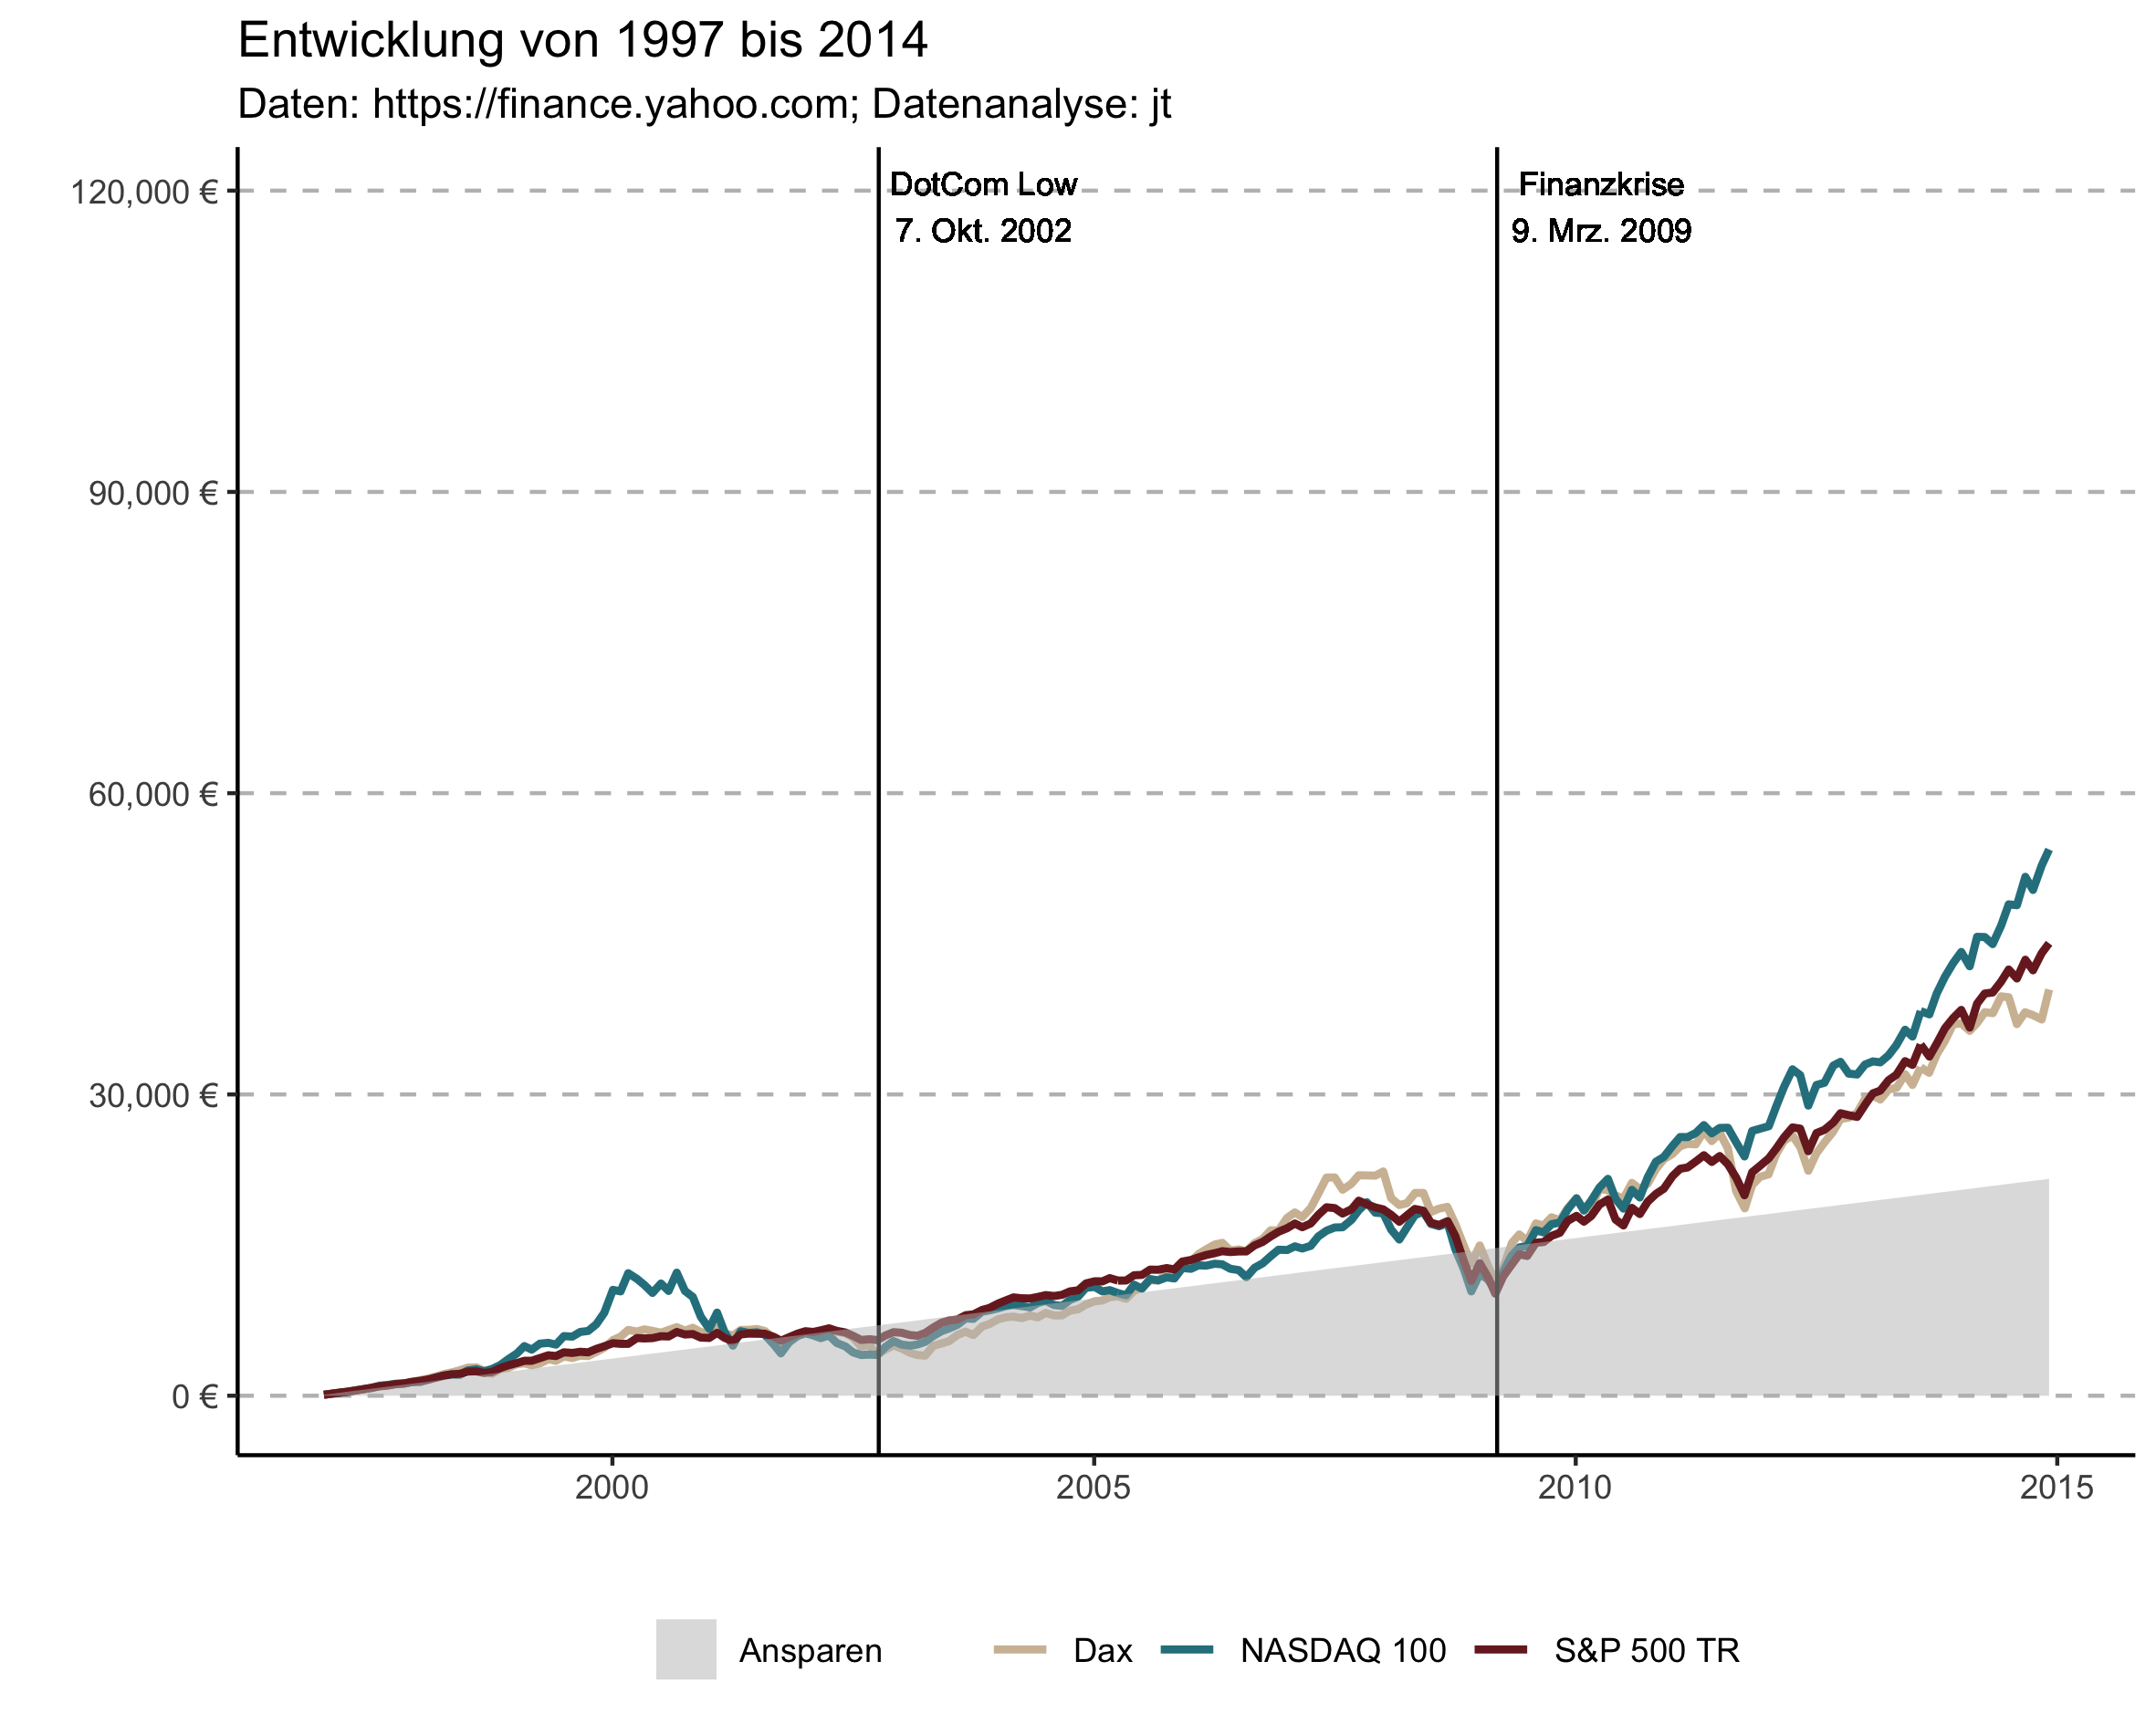 Entwicklung von 1997 bis 2014
Daten: https://finance.yahoo.com; Datenanalyse: jt
DotCom Low
7. Okt. 2002
Finanzkrise
9. Mrz. 2009
120,000 €
90,000 €
60,000 €
30,000 €
0 €
2000 2005 2010 2015
Ansparen Dax NASDAQ 100 S&P 500 TR